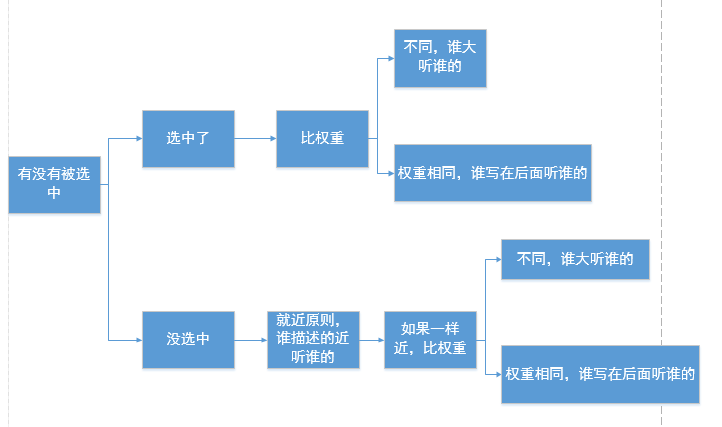 有没有被选
中
选中了
比权重
不同，谁大
听谁的
权重相同，谁写在后面听谁的
没选中
就近原则，
谁描述的近
听谁的
如果一样
近，比权重
不同，谁大听谁的
权重相同，谁写在后面听谁的